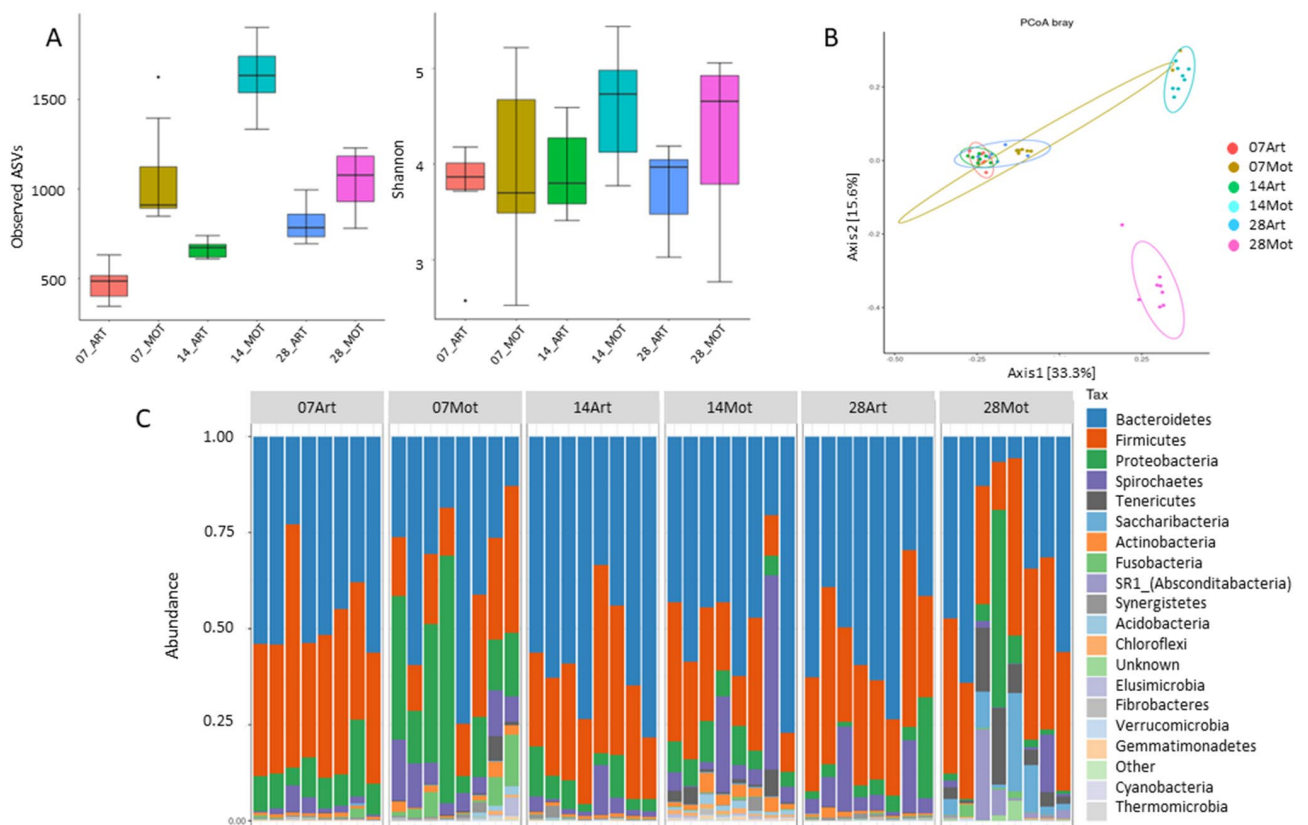 A
Observed ASVs
1500
1000
500
07_ART
07_MOT
14_ART
14_MOT
28_ART
28_MOT
Shannon
5
4
3
07_ART
07_MOT
14_ART
14_MOT
28_ART
28_MOT
B
PCoA bray
Axis2 [15.6%]
0.2
0.0
-0.2
-0.4
-0.50
-0.25
0.25
Axis1 [33.3%]
07Art
07Mot
14Art
14Mot
28Art
28Mot
C
07Art
07Mot
14Art
14Mot
28Art
28Mot
Abundance
1.00
0.75
0.50
0.25
0.00
Tax
Bacteroidetes
Firmicutes
Proteobacteria
Spirochaetes
Tenericutes
Saccharibacteria
Actinobacteria
Fusobacteria
SR1_(Absconditabacteria)
Synergistetes
Acidobacteria
Chloroflexi
Unknown
Elusimicrobia
Fibrobacteres
Verrucomicrobia
Gemmatimonadetes
Other
Cyanobacteria
Thermomicrobia